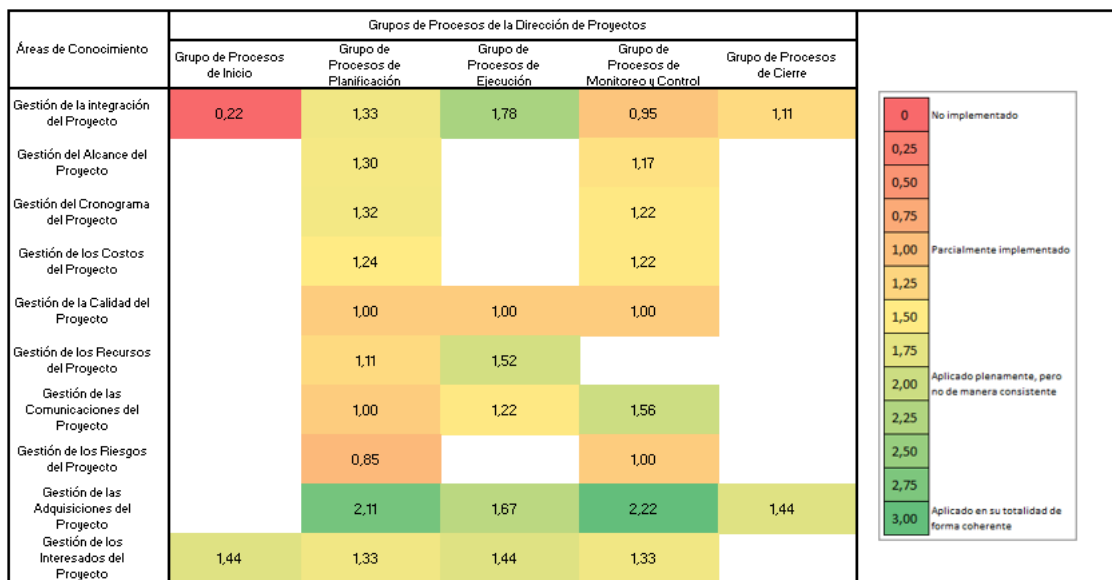 Áreas de Conocimiento
Grupos de Procesos de la Dirección de Proyectos
Grupo de Procesos
de Inicio
Grupo de
Procesos de
Planificación
Grupo de
Procesos de
Ejecución
Grupo de
Procesos de
Monitoreo y Control
Grupo de Procesos
de Cierre
Gestión de la integración
del Proyecto
0,22
1,33
1,78
0,95
1,11
Gestión del Alcance del
Proyecto
1,30
1,17
Gestión del Cronograma
del Proyecto
1,32
1,22
Gestión de los Costos
del Proyecto
1,24
1,22
Gestión de la Calidad del
Proyecto
1,00
1,00
1,00
Gestión de los Recursos
del Proyecto
1,11
1,52
Gestión de las
Comunicaciones del
Proyecto
1,00
1,22
1,56
Gestión de los Riesgos
del Proyecto
0,85
1,00
Gestión de las
Adquisiciones del
Proyecto
2,11
1,67
2,22
1,44
Gestión de los
Interesados del
Proyecto
1,44
1,33
1,44
1,33
0 No implementado
0,25
0,50
0,75
1,00 Parcialmente implementado
1,25
1,50
1,75
2,00 Aplicado plenamente, pero
no de manera consistente
2,25
2,50
2,75
3,00 Aplicado en su totalidad de
forma coherente